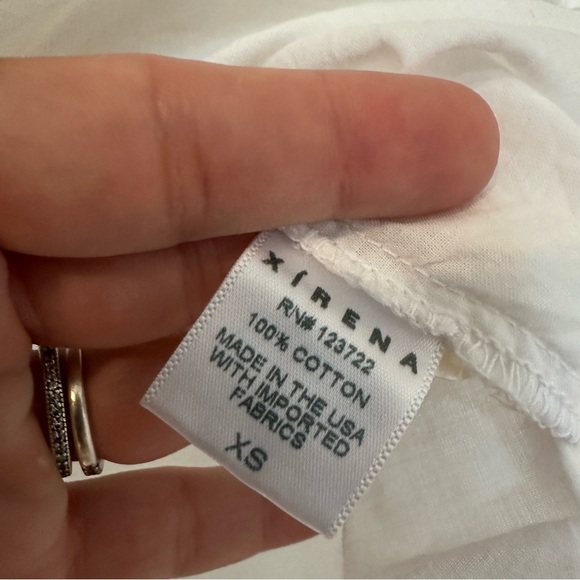 XÍRENA
RN# 123722
100% COTTON
MADE IN THE USA
WITH IMPORTED
FABRICS
XS